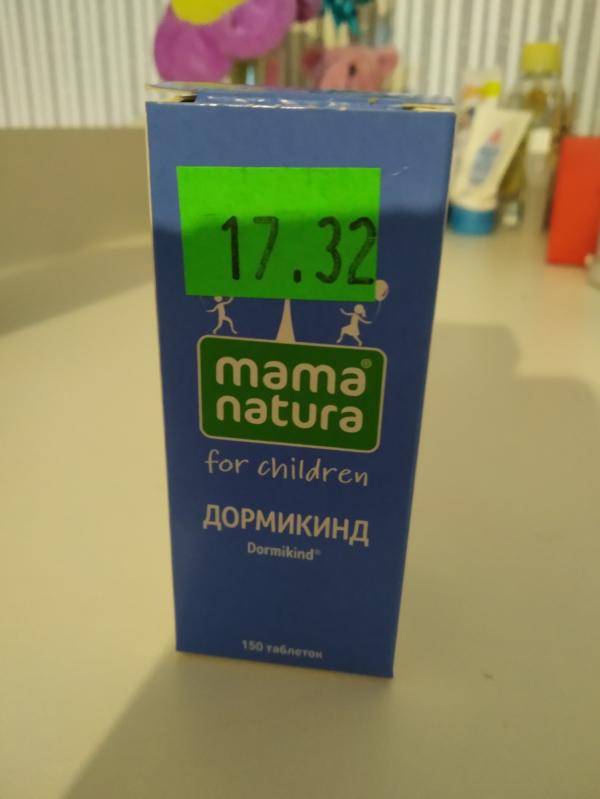 17.32
mama®
natura
for children
ДОРМИКИНД
Dormikind®
150 таблеток